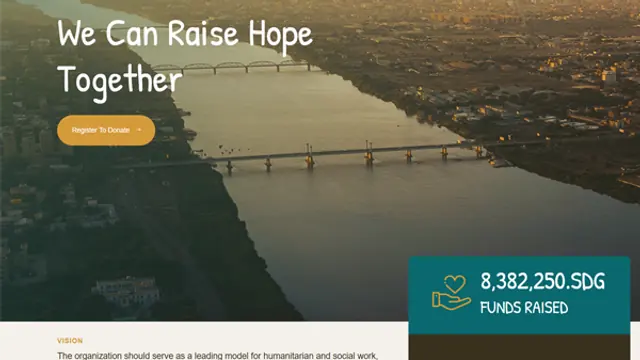 We Can Raise Hope
Together
Register To Donate
8,382,250.SDG
FUNDS RAISED
VISION
The organization should serve as a leading model for humanitarian and social work,